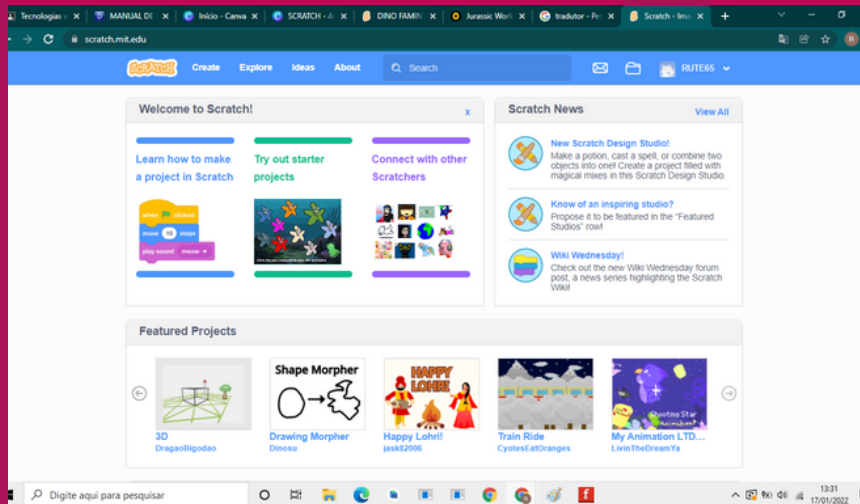 Tecnologias
MANUAL DE
Início - Canva
SCRATCH - A
DINO FAMIN
Jurassic Work
tradutor - Pe
Scratch - Ima
scratch.mit.edu
SCRATCH Create Explore Ideas About Search RUTE65
Welcome to Scratch! x
Learn how to make
a project in Scratch
Try out starter
projects
Connect with other
Scratchers
when clicked
move 10 steps
play sound meow
Scratch News View All
New Scratch Design Studio!
Make a potion, cast a spell, or combine two
objects into one! Create a project filled with
magical mixes in this Scratch Design Studio.
Know of an inspiring studio?
Propose it to be featured in the "Featured
Studios" row!
Wiki Wednesday!
Check out the new Wiki Wednesday forum
post, a news series highlighting the Scratch
Wiki!
Featured Projects
Shape Morpher
HAPPY
LOHRI
Shooting Star
3D
DragaoBigodao
Drawing Morpher
Dinosu
Happy Lohri!
jask82006
Train Ride
CyotesEatOranges
My Animation LTD...
LivinTheDreamYa
Digite aqui para pesquisar
13:31
17/01/2022